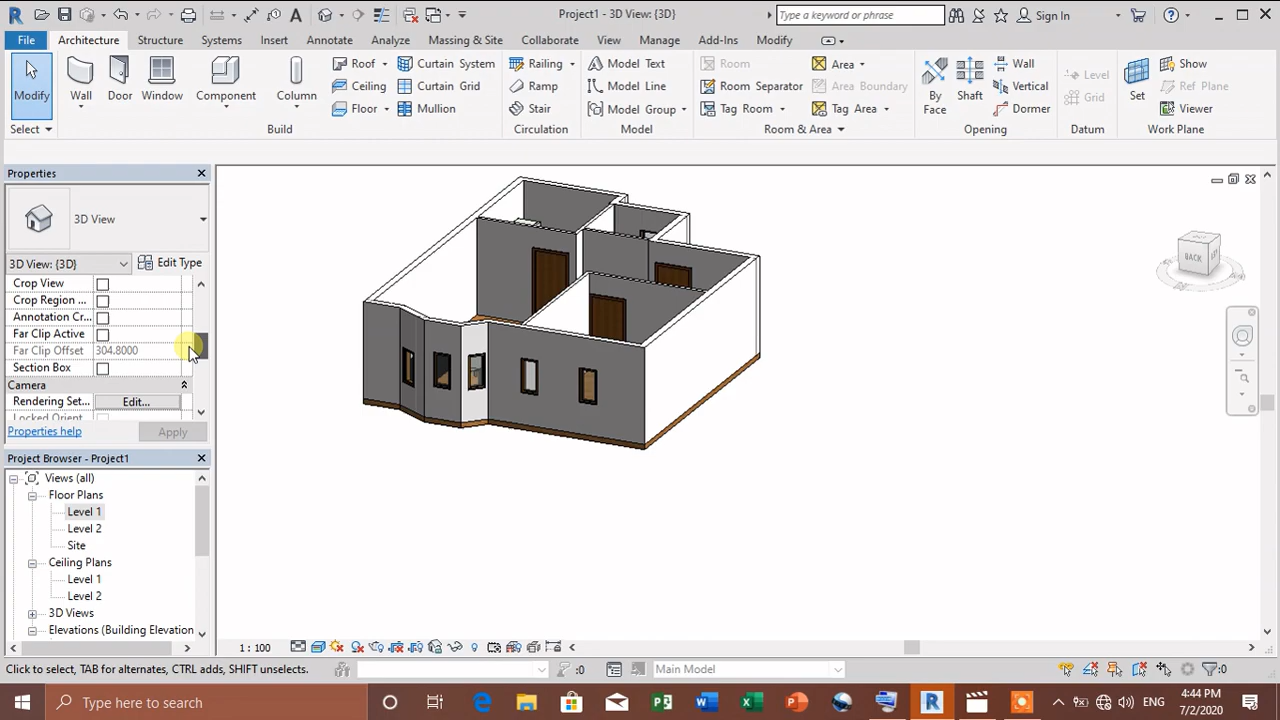 Project1 - 3D View: {3D}
Type a keyword or phrase
Sign In
File
Architecture
Structure
Systems
Insert
Annotate
Analyze
Massing & Site
Collaborate
View
Manage
Add-Ins
Modify
Modify
Wall
Door
Window
Component
Column
Roof
Ceiling
Floor
Curtain System
Curtain Grid
Mullion
Railing
Ramp
Stair
Model Text
Model Line
Model Group
Room
Room Separator
Tag Room
Area
Area Boundary
Tag Area
By
Face
Shaft
Wall
Vertical
Dormer
Level
Grid
Set
Show
Ref Plane
Viewer
Select
Build
Circulation
Model
Room & Area
Opening
Datum
Work Plane
Properties
3D View
3D View: {3D}
Edit Type
Crop View
Crop Region ...
Annotation Cr...
Far Clip Active
Far Clip Offset 304.8000
Section Box
Camera
Rendering Set... Edit...
Locked Orient
Properties help
Apply
BACK
Project Browser - Project1
Views (all)
Floor Plans
Level 1
Level 2
Site
Ceiling Plans
Level 1
Level 2
3D Views
Elevations (Building Elevation
1 : 100
Click to select, TAB for alternates, CTRL adds, SHIFT unselects.
:0
Main Model
:0
Type here to search
ENG
4:44 PM
7/2/2020